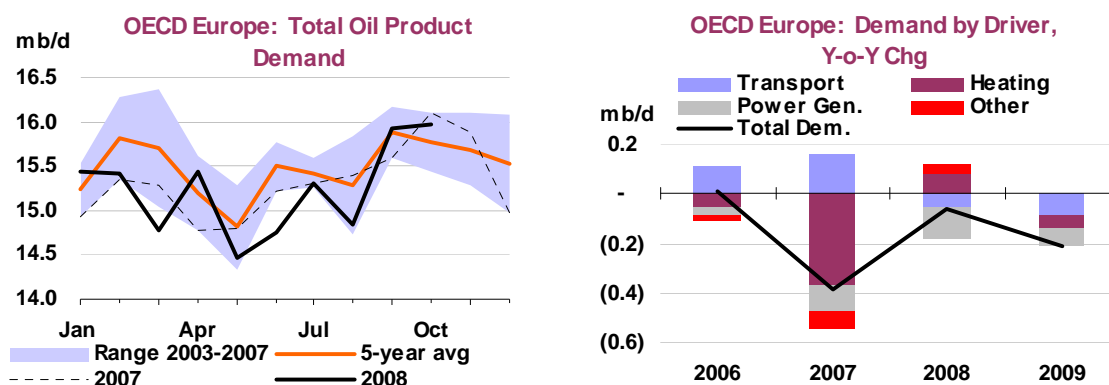 OECD Europe: Total Oil Product
Demand
mb/d
16.5
16.0
15.5
15.0
14.5
14.0
Jan Apr Jul Oct
Range 2003-2007 5-year avg
2007 2008
OECD Europe: Demand by Driver,
Y-o-Y Chg
Transport Heating
mb/d Power Gen. Other
Total Dem.
0.2
-
(0.2)
(0.4)
(0.6)
2006 2007 2008 2009